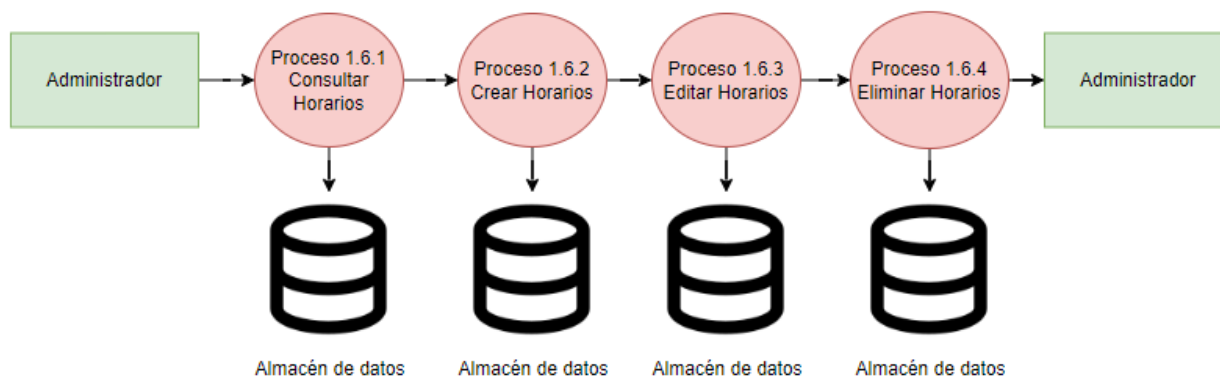 Administrador
Proceso 1.6.1
Consultar
Horarios
Proceso 1.6.2
Crear Horarios
Proceso 1.6.3
Editar Horarios
Proceso 1.6.4
Eliminar Horarios
Administrador
Almacén de datos
Almacén de datos
Almacén de datos
Almacén de datos